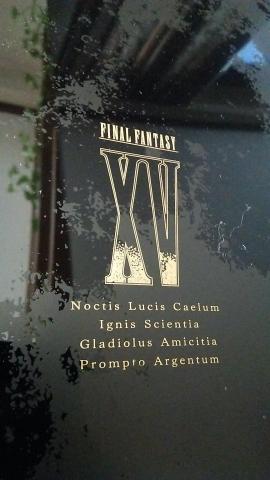 FINAL FANTASY
XV
Noctis Lucis Caelum
Ignis Scientia
Gladiolus Amicitia
Prompto Argentum